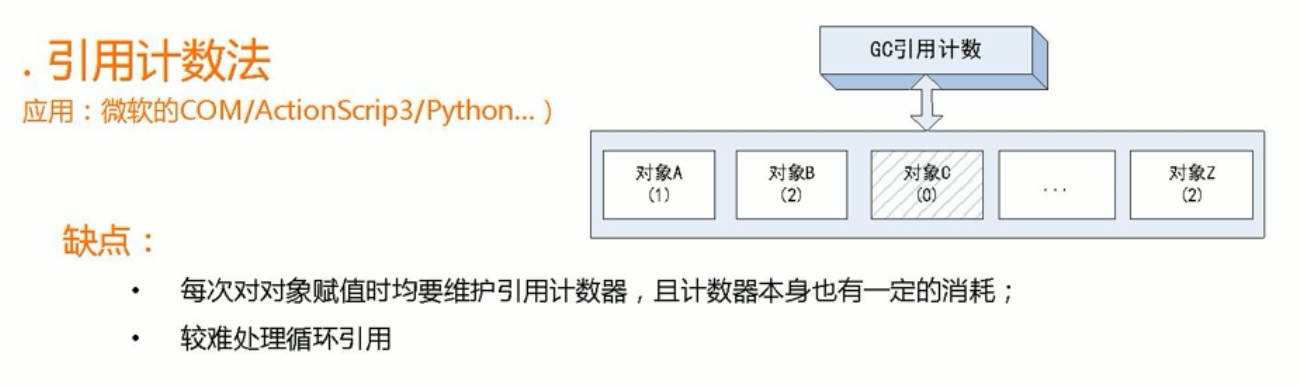 . 引用计数法
应用：微软的COM/ActionScrip3/Python... )
GC引用计数
对象A
(1)
对象B
(2)
对象C
(0)
...
对象Z
(2)
缺点：
• 每次对对象赋值时均要维护引用计数器，且计数器本身也有一定的消耗；
• 较难处理循环引用